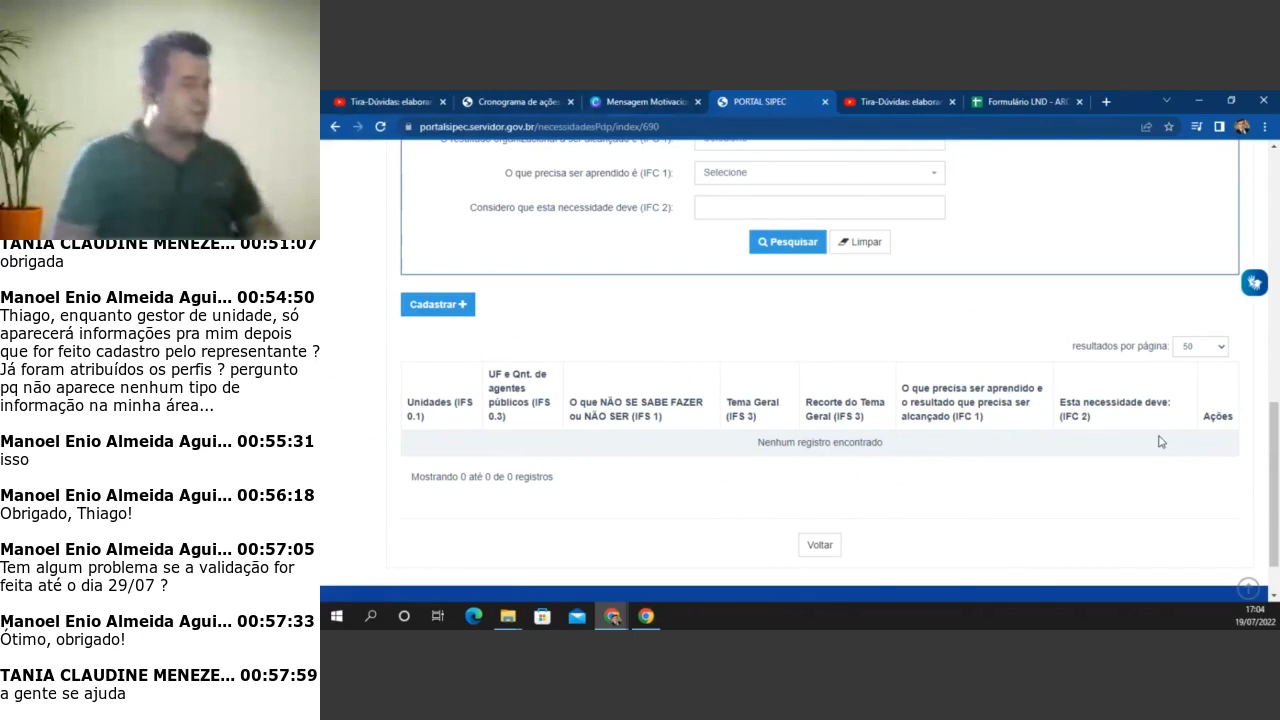 TANIA CLAUDINE MENEZE... 00:51:07
obrigada
Manoel Enio Almeida Agui... 00:54:50
Thiago, enquanto gestor de unidade, só
aparecerá informações pra mim depois
que for feito cadastro pelo representante ?
Já foram atribuídos os perfis ? pergunto
pq não aparece nenhum tipo de
informação na minha área...
Manoel Enio Almeida Agui... 00:55:31
isso
Manoel Enio Almeida Agui... 00:56:18
Obrigado, Thiago!
Manoel Enio Almeida Agui... 00:57:05
Tem algum problema se a validação for
feita até o dia 29/07 ?
Manoel Enio Almeida Agui... 00:57:33
Ótimo, obrigado!
TANIA CLAUDINE MENEZE... 00:57:59
a gente se ajuda
Tira-Dúvidas: elabora
Cronograma de açõe
Mensagem Motivacio
PORTAL SIPEC
Tira-Dúvidas: elabora
Formulário LND - AR
portalsipec.servidor.gov.br/necessidadesPdp/index/690
O que precisa ser aprendido é (IFC 1):
Selecione
Considero que esta necessidade deve (IFC 2):
Pesquisar
Limpar
Cadastrar +
resultados por página: 50
Unidades (IFS 0.1)
UF e Qnt. de agentes públicos (IFS 0.3)
O que NÃO SE SABE FAZER ou NÃO SER (IFS 1)
Tema Geral (IFS 3)
Recorte do Tema Geral (IFS 3)
O que precisa ser aprendido e o resultado que precisa ser alcançado (IFC 1)
Esta necessidade deve: (IFC 2)
Ações
Nenhum registro encontrado
Mostrando 0 até 0 de 0 registros
Voltar
17:04
19/07/2022